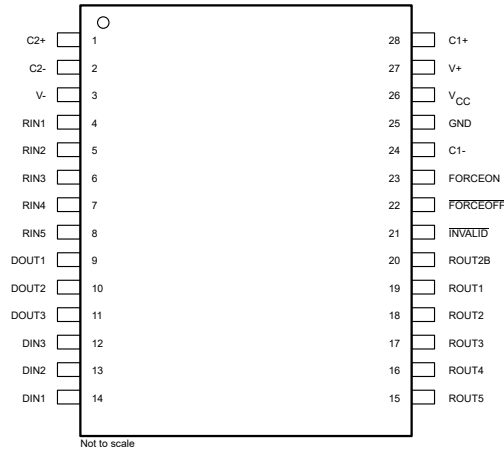 C2+ 1 28 C1+
C2- 2 27 V+
V- 3 26 VCC
RIN1 4 25 GND
RIN2 5 24 C1-
RIN3 6 23 FORCEON
RIN4 7 22 FORCEOFF
RIN5 8 21 INVALID
DOUT1 9 20 ROUT2B
DOUT2 10 19 ROUT1
DOUT3 11 18 ROUT2
DIN3 12 17 ROUT3
DIN2 13 16 ROUT4
DIN1 14 15 ROUT5
Not to scale